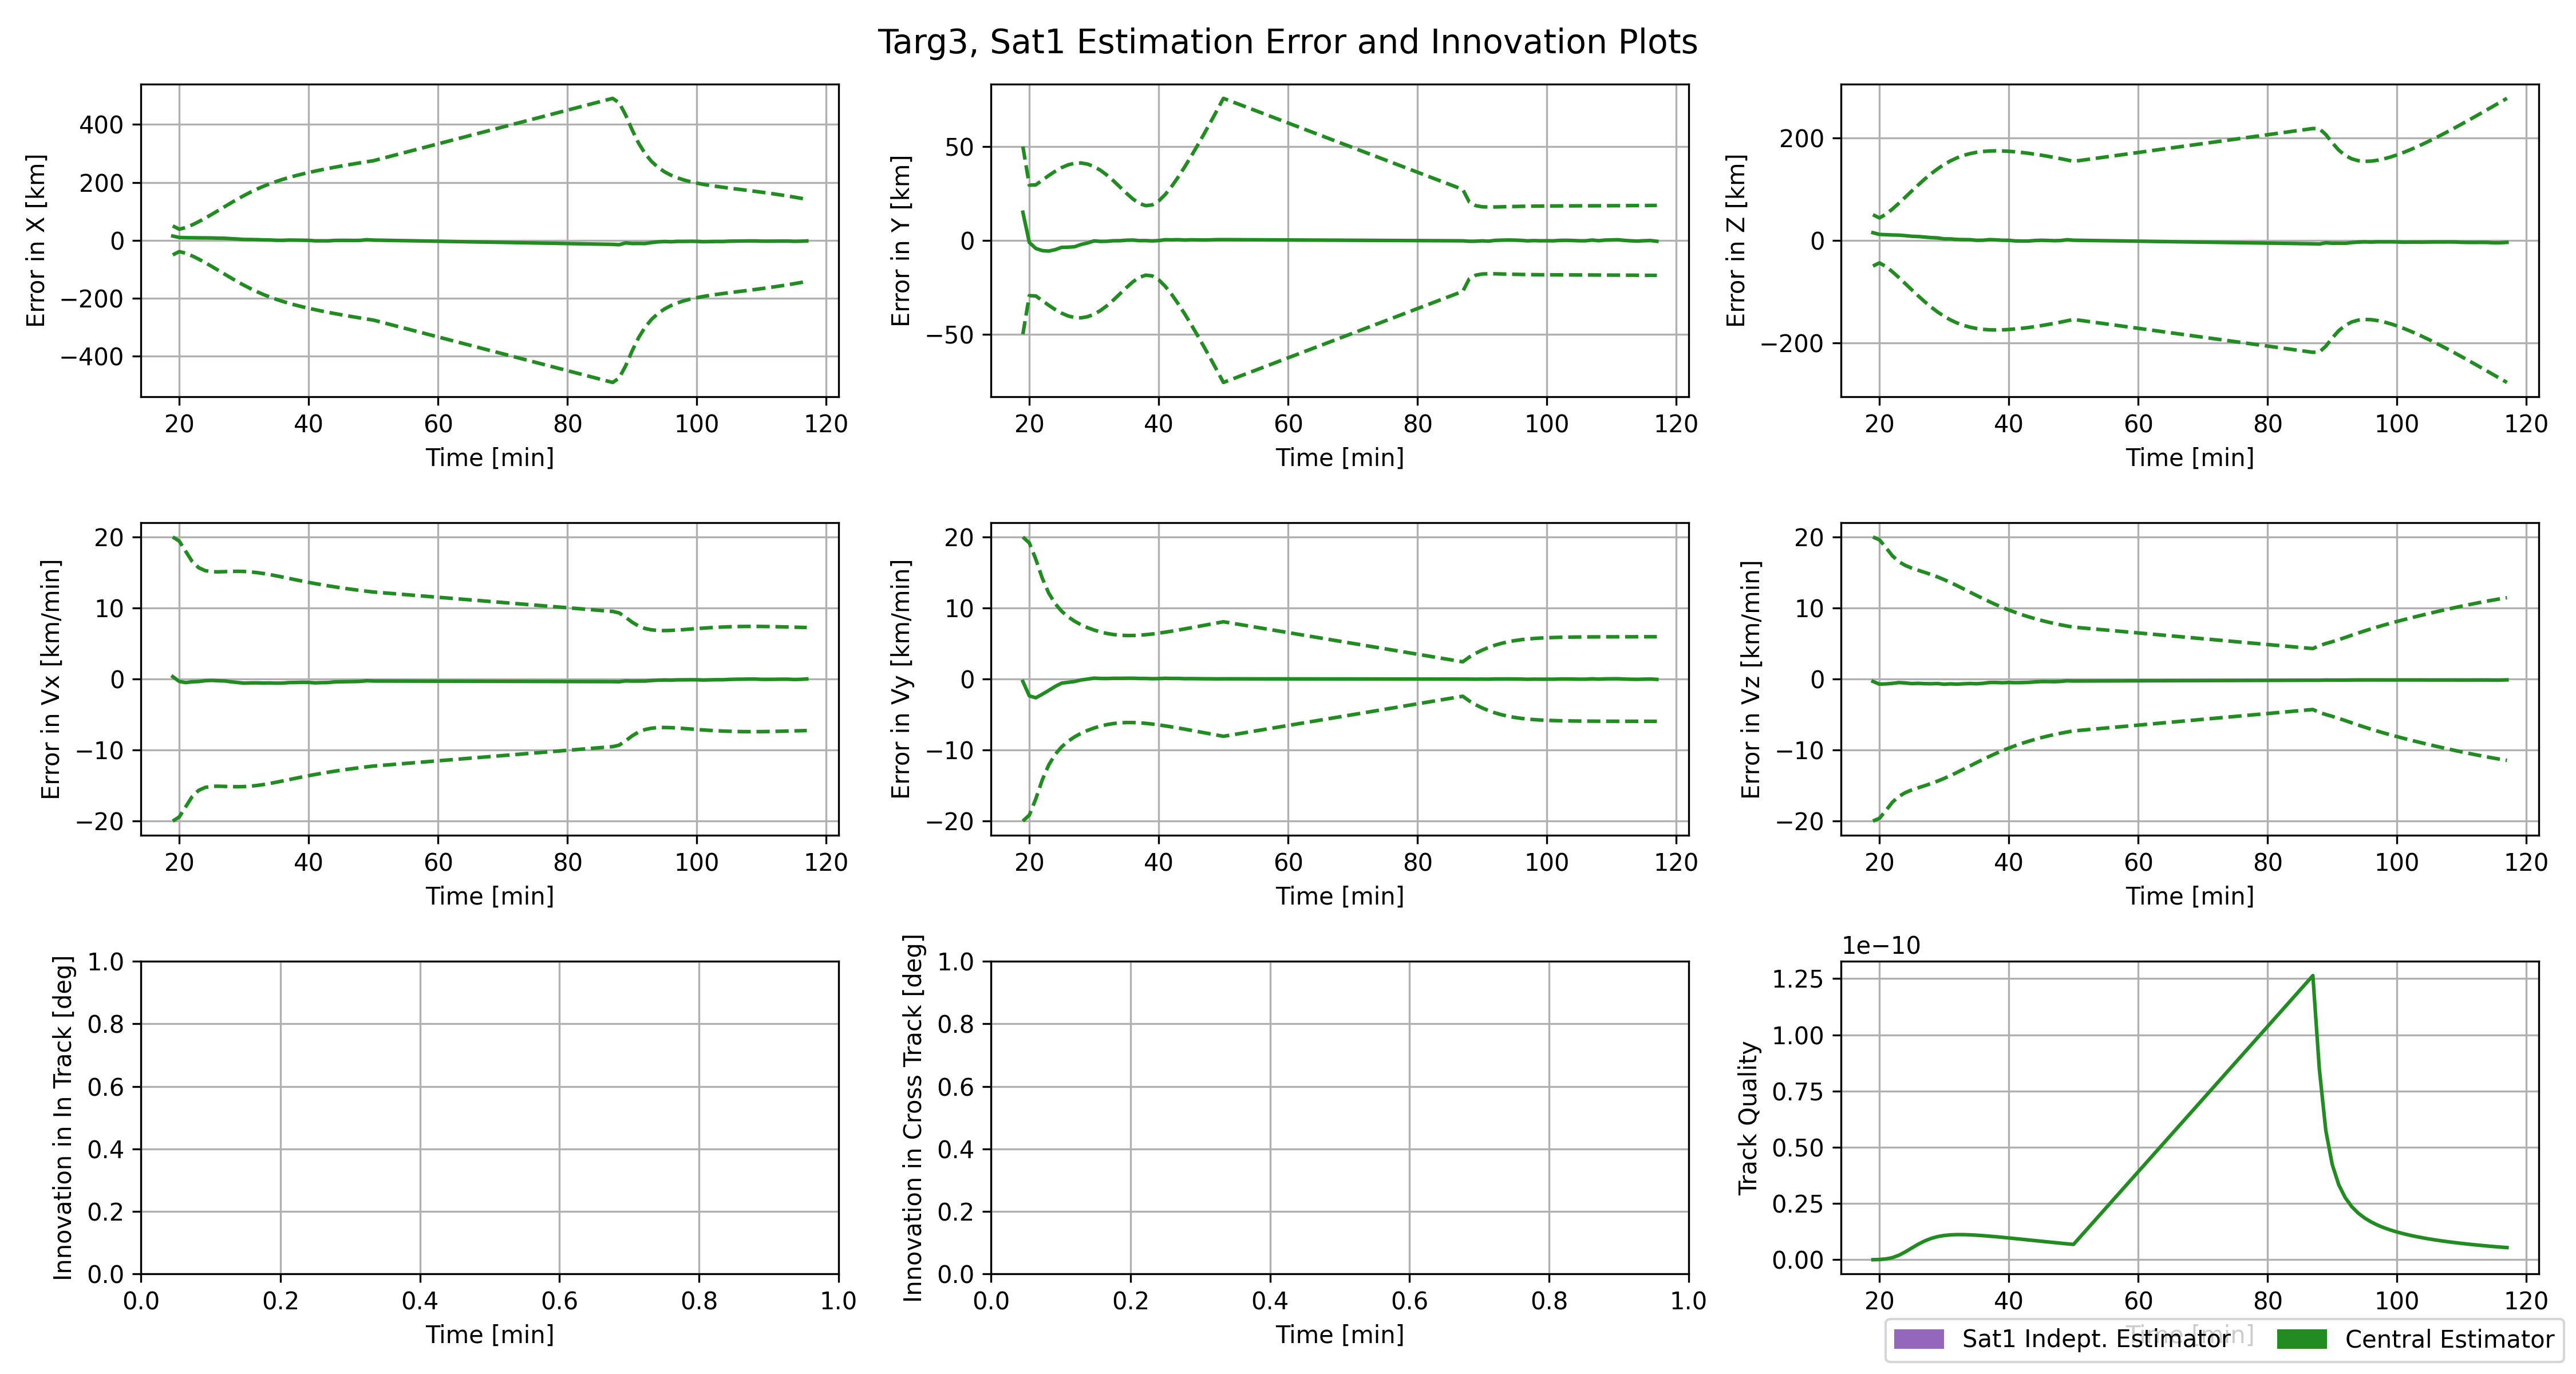 Targ3, Sat1 Estimation Error and Innovation Plots
Error in X [km]
400
200
0
−200
−400
20 40 60 80 100 120
Time [min]
Error in Y [km]
50
0
−50
20 40 60 80 100 120
Time [min]
Error in Z [km]
200
0
−200
20 40 60 80 100 120
Time [min]
Error in Vx [km/min]
20
10
0
−10
−20
20 40 60 80 100 120
Time [min]
Error in Vy [km/min]
20
10
0
−10
−20
20 40 60 80 100 120
Time [min]
Error in Vz [km/min]
20
10
0
−10
−20
20 40 60 80 100 120
Time [min]
Innovation in In Track [deg]
1.0
0.8
0.6
0.4
0.2
0.0
0.0 0.2 0.4 0.6 0.8 1.0
Time [min]
Innovation in Cross Track [deg]
1.0
0.8
0.6
0.4
0.2
0.0
0.0 0.2 0.4 0.6 0.8 1.0
Time [min]
1e−10
Track Quality
1.25
1.00
0.75
0.50
0.25
0.00
20 40 60 80 100 120
Time [min]
Sat1 Indept. Estimator
Central Estimator